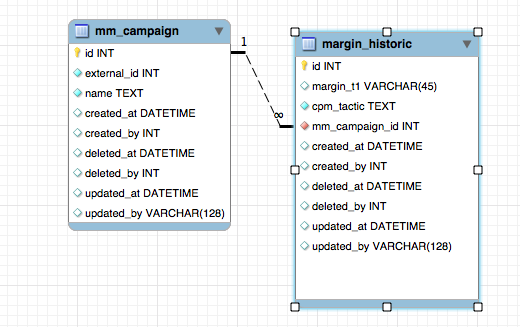 mm_campaign
id INT
external_id INT
name TEXT
created_at DATETIME
created_by INT
deleted_at DATETIME
deleted_by INT
updated_at DATETIME
updated_by VARCHAR(128)
1
∞
margin_historic
id INT
margin_t1 VARCHAR(45)
cpm_tactic TEXT
mm_campaign_id INT
created_at DATETIME
created_by INT
deleted_at DATETIME
deleted_by INT
updated_at DATETIME
updated_by VARCHAR(128)